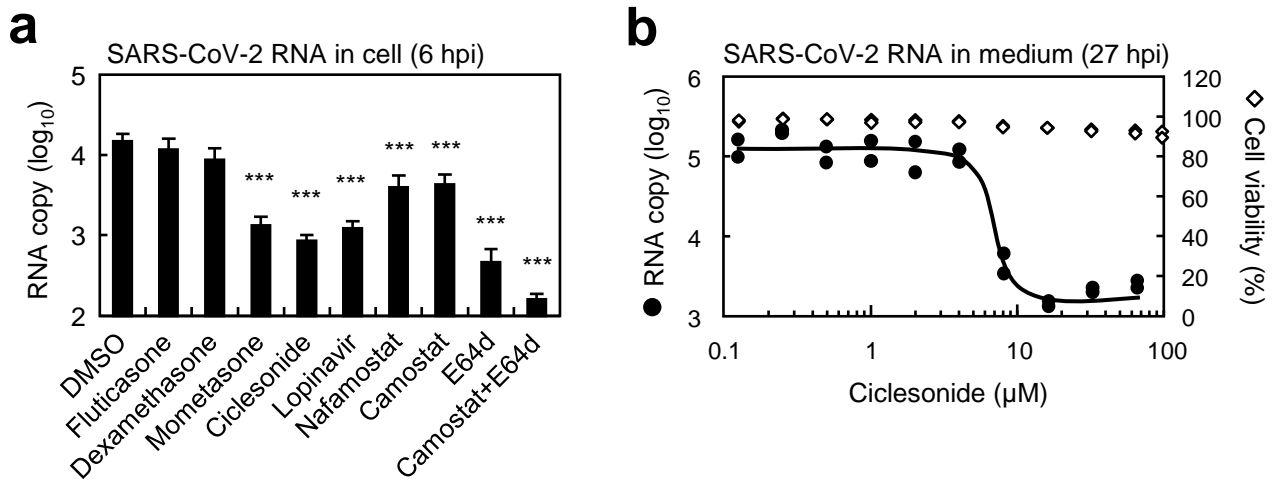 a
SARS-CoV-2 RNA in cell (6 hpi)
RNA copy (log10)
5
4
3
2
***
***
***
***
***
***
***
DMSO
Fluticasone
Dexamethasone
Mometasone
Ciclesonide
Lopinavir
Nafamostat
Camostat
E64d
Camostat+E64d
b
SARS-CoV-2 RNA in medium (27 hpi)
RNA copy (log10)
6
5
4
3
120
100
80
60
40
20
0
Cell viability (%)
0.1
1
10
100
Ciclesonide (µM)